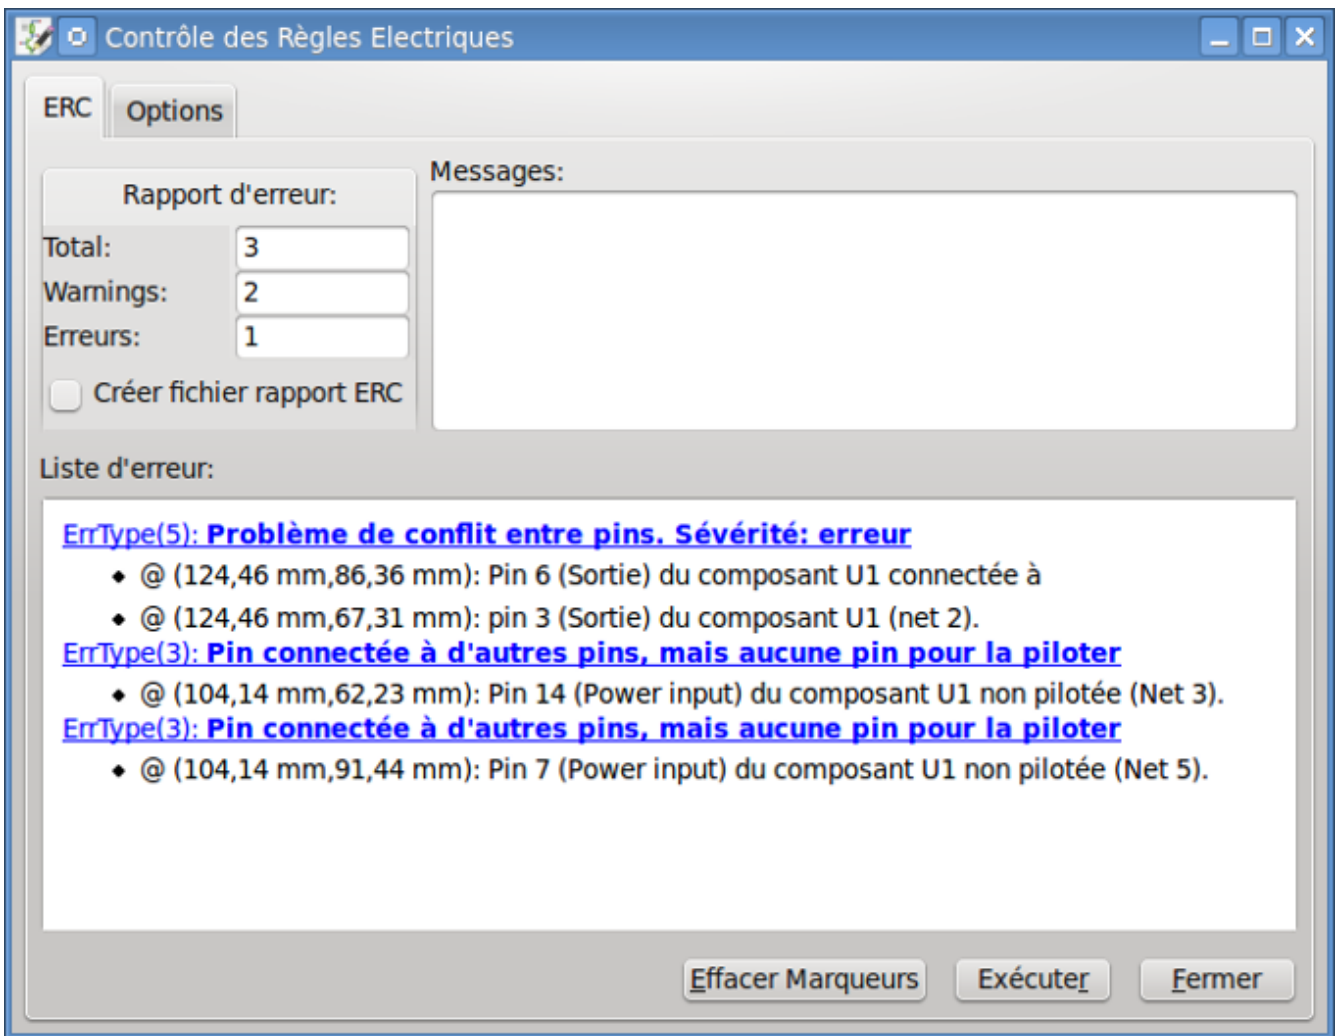 Contrôle des Règles Electriques
ERC
Options
Rapport d'erreur:
Messages:
Total:
3
Warnings:
2
Erreurs:
1
Créer fichier rapport ERC
Liste d'erreur:
ErrType(5): Problème de conflit entre pins. Sévérité: erreur
◆ @ (124,46 mm,86,36 mm): Pin 6 (Sortie) du composant U1 connectée à
◆ @ (124,46 mm,67,31 mm): pin 3 (Sortie) du composant U1 (net 2).
ErrType(3): Pin connectée à d'autres pins, mais aucune pin pour la piloter
◆ @ (104,14 mm,62,23 mm): Pin 14 (Power input) du composant U1 non pilotée (Net 3).
ErrType(3): Pin connectée à d'autres pins, mais aucune pin pour la piloter
◆ @ (104,14 mm,91,44 mm): Pin 7 (Power input) du composant U1 non pilotée (Net 5).
Effacer Marqueurs
Exécuter
Fermer